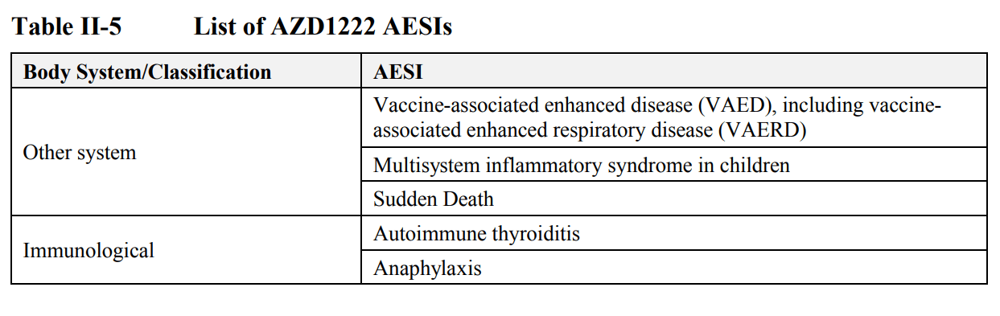 Table II-5 List of AZD1222 AESIs
Body System/Classification AESI
Other system
Vaccine-associated enhanced disease (VAED), including vaccine-
associated enhanced respiratory disease (VAERD)
Multisystem inflammatory syndrome in children
Sudden Death
Immunological
Autoimmune thyroiditis
Anaphylaxis